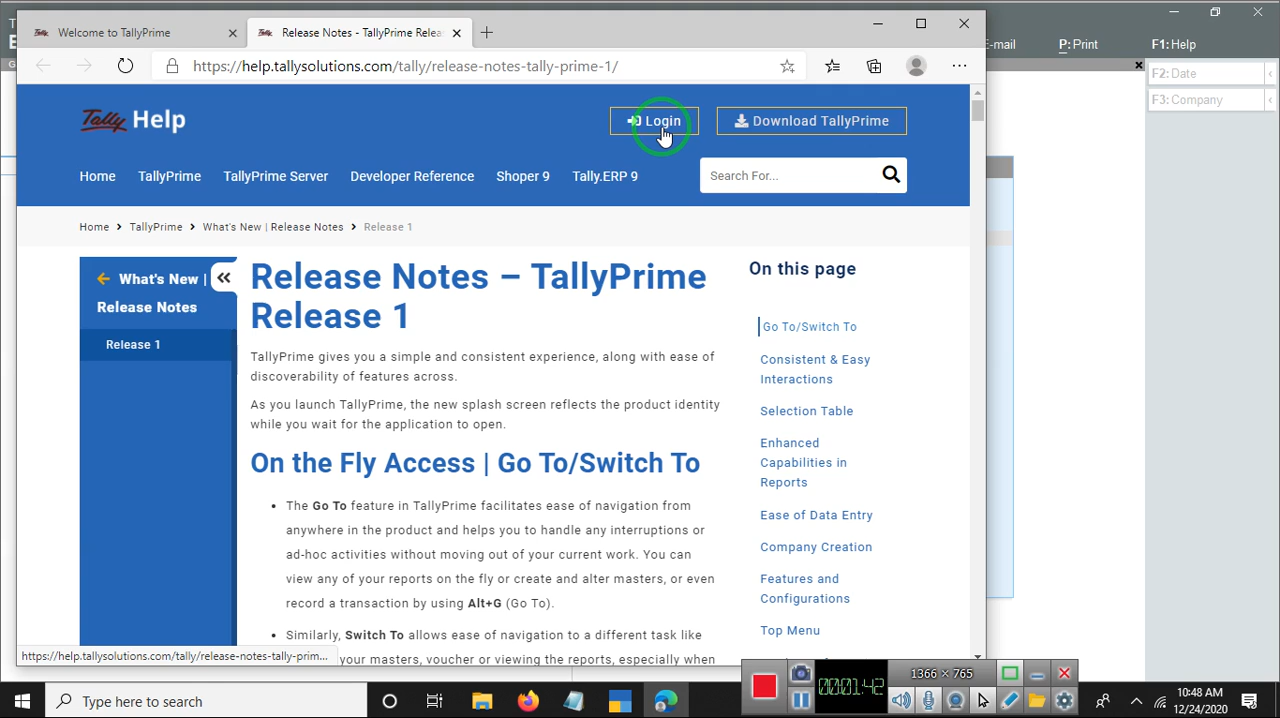 Welcome to TallyPrime
Release Notes - TallyPrime Relea
https://help.tallysolutions.com/tally/release-notes-tally-prime-1/
E-mail
P: Print
F1: Help
F2: Date
F3: Company
Tally Help
Login
Download TallyPrime
Home
TallyPrime
TallyPrime Server
Developer Reference
Shoper 9
Tally.ERP 9
Search For...
Home
TallyPrime
What's New | Release Notes
Release 1
What's New |
Release Notes
Release 1
Release Notes – TallyPrime
Release 1
TallyPrime gives you a simple and consistent experience, along with ease of
discoverability of features across.
As you launch TallyPrime, the new splash screen reflects the product identity
while you wait for the application to open.
On the Fly Access | Go To/Switch To
• The Go To feature in TallyPrime facilitates ease of navigation from
anywhere in the product and helps you to handle any interruptions or
ad-hoc activities without moving out of your current work. You can
view any of your reports on the fly or create and alter masters, or even
record a transaction by using Alt+G (Go To).
• Similarly, Switch To allows ease of navigation to a different task like
your masters, voucher or viewing the reports, especially when
On this page
Go To/Switch To
Consistent & Easy
Interactions
Selection Table
Enhanced
Capabilities in
Reports
Ease of Data Entry
Company Creation
Features and
Configurations
Top Menu
https://help.tallysolutions.com/tally/release-notes-tally-prim...
1366 x 765
00:01:42
Type here to search
10:48 AM
12/24/2020